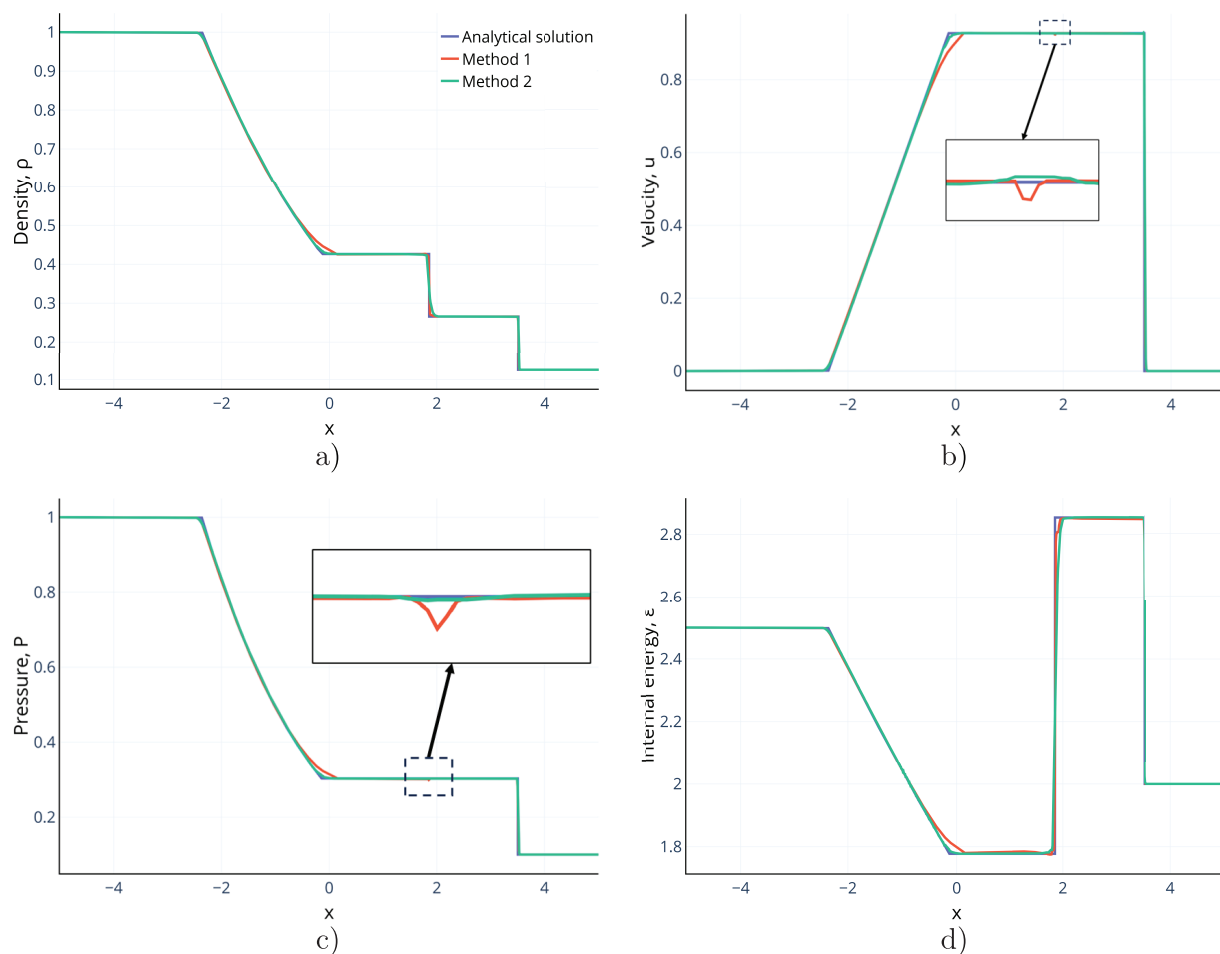 Analytical solution
Method 1
Method 2
Density, ρ
1
0.9
0.8
0.7
0.6
0.5
0.4
0.3
0.2
0.1
−4 −2 0 2 4
x
a)
Velocity, u
0.8
0.6
0.4
0.2
0
−4 −2 0 2 4
x
b)
Pressure, P
1
0.8
0.6
0.4
0.2
−4 −2 0 2 4
x
c)
Internal energy, ε
2.8
2.6
2.4
2.2
2
1.8
−4 −2 0 2 4
x
d)